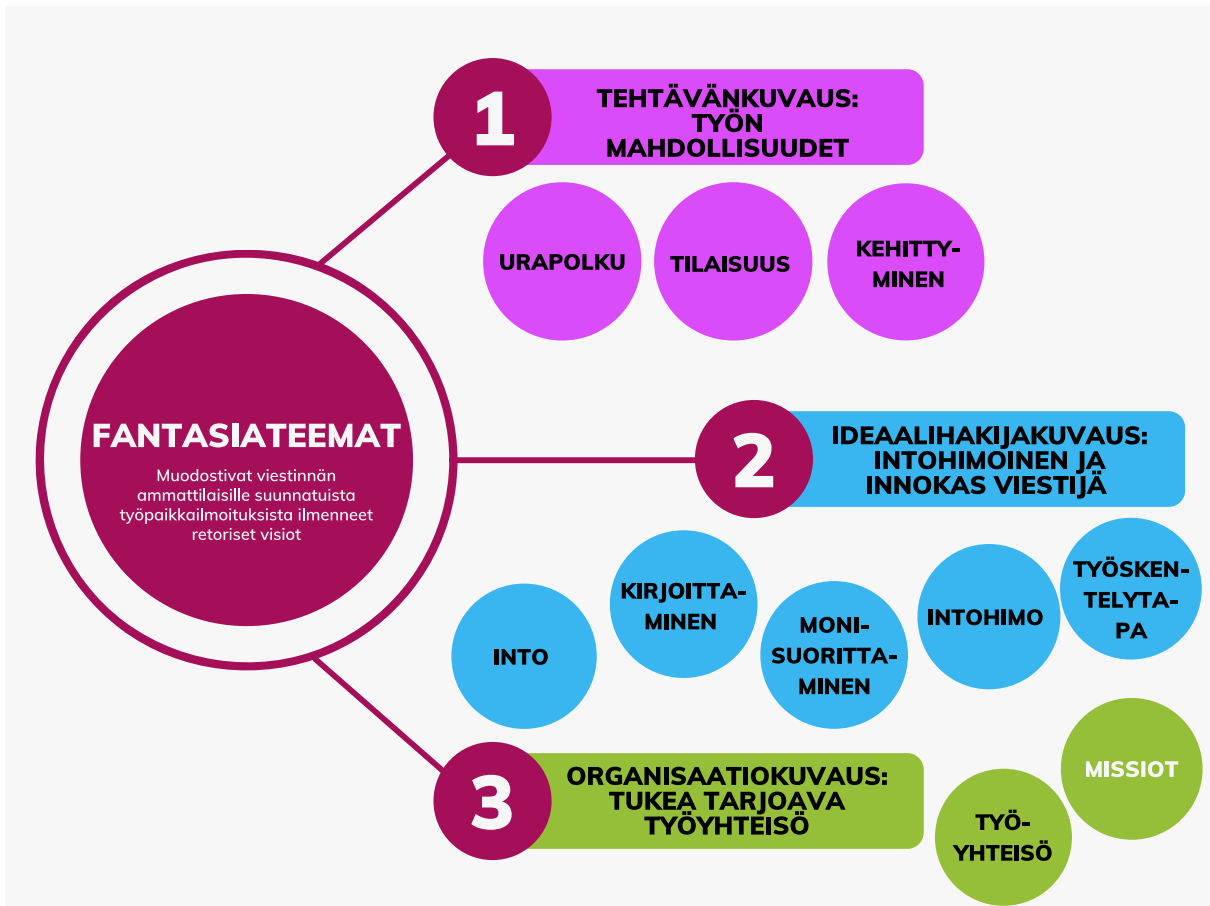 1
TEHTÄVÄNKUVAUS:
TYÖN
MAHDOLLISUUDET
URAPOLKU
TILAISUUS
KEHITTY-
MINEN
FANTASIATEEMAT
Muodostivat viestinnän
ammattilaisille suunnatuista
työpaikkailmoituksista ilmenneet
retoriset visiot
2
IDEAALIHAKIJAKUVAUS:
INTOHIMOINEN JA
INNOKAS VIESTIJÄ
INTO
KIRJOITTA-
MINEN
MONI-
SUORITTA-
MINEN
INTOHIMO
TYÖSKEN-
TELYTA-
PA
3
ORGANISAATIOKUVAUS:
TUKEA TARJOAVA
TYÖYHTEISÖ
TYÖ-
YHTEISÖ
MISSIOT